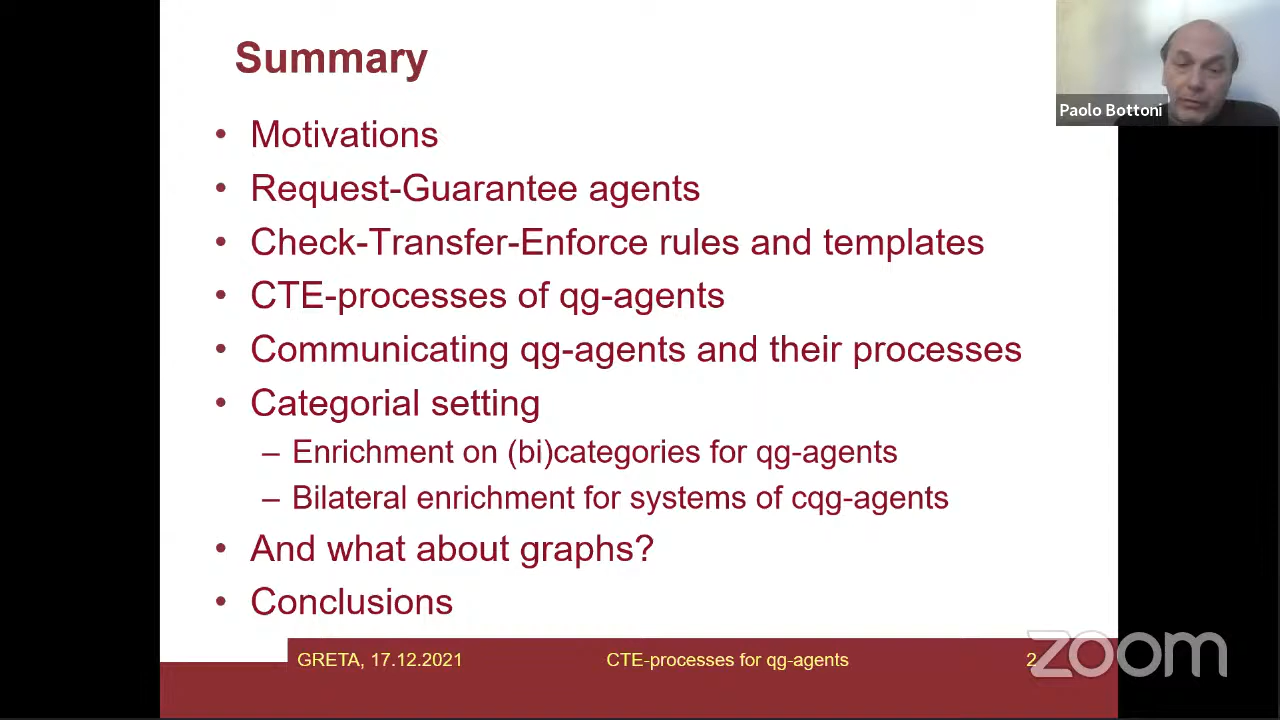 Summary
Paolo Bottoni
• Motivations
• Request-Guarantee agents
• Check-Transfer-Enforce rules and templates
• CTE-processes of qg-agents
• Communicating qg-agents and their processes
• Categorial setting
– Enrichment on (bi)categories for qg-agents
– Bilateral enrichment for systems of cqg-agents
• And what about graphs?
• Conclusions
GRETA, 17.12.2021 CTE-processes for qg-agents 2
zoom